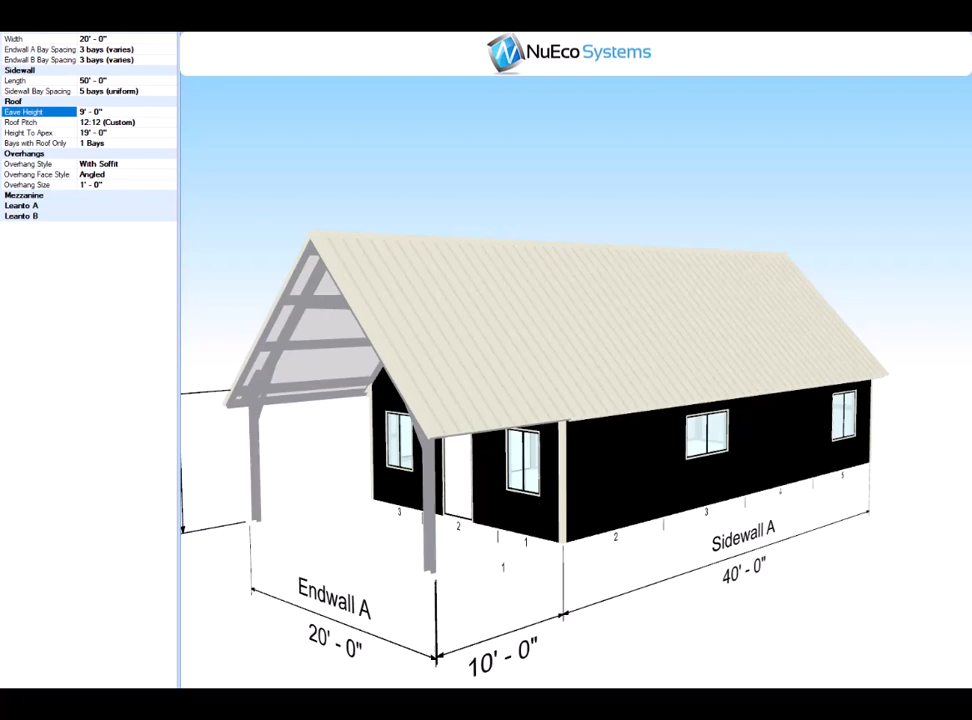 NuEco Systems
Width 20' - 0"
Endwall A Bay Spacing 3 bays (varies)
Endwall B Bay Spacing 3 bays (varies)
Sidewall
Length 50' - 0"
Sidewall Bay Spacing 5 bays (uniform)
Roof
Eave Height 9' - 0"
Roof Pitch 12:12 (Custom)
Height To Apex 19' - 0"
Bays with Roof Only 1 Bays
Overhangs
Overhang Style With Soffit
Overhang Face Style Angled
Overhang Size 1' - 0"
Mezzanine
Leanto A
Leanto B
5
4
3
2
3
2
1
1
Sidewall A
40' - 0"
Endwall A
20' - 0"
10' - 0"